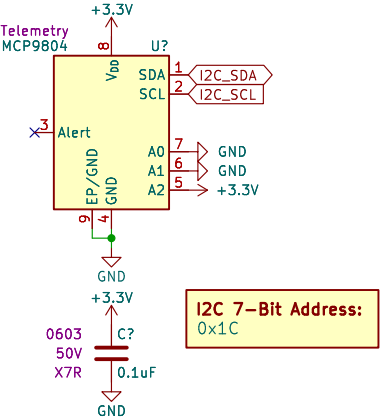 +3.3V
Telemetry
MCP9804
U?
8
VDD
SDA 1 I2C_SDA
SCL 2 I2C_SCL
3 Alert
A0 7 GND
A1 6 GND
A2 5 +3.3V
EP/GND
GND
9 4
GND
+3.3V
I2C 7-Bit Address:
0x1C
0603 C?
50V
X7R 0.1uF
GND